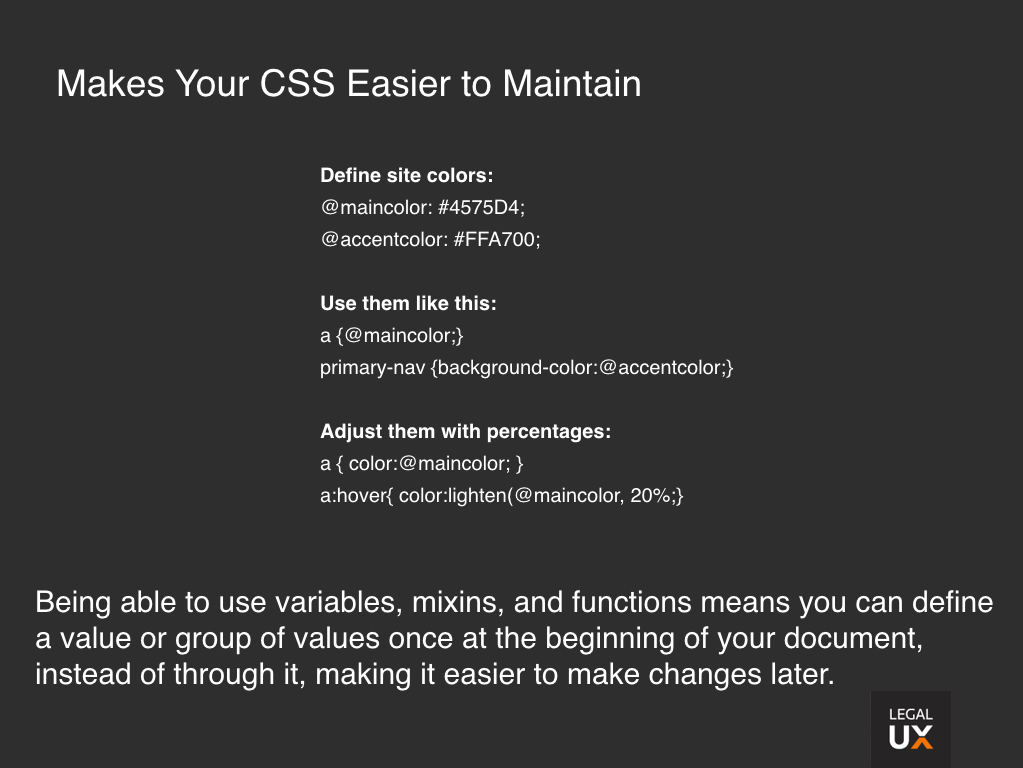 Makes Your CSS Easier to Maintain
Define site colors:
@maincolor: #4575D4;
@accentcolor: #FFA700;
Use them like this:
a {@maincolor;}
primary-nav {background-color:@accentcolor;}
Adjust them with percentages:
a { color:@maincolor; }
a:hover{ color:lighten(@maincolor, 20%;}
Being able to use variables, mixins, and functions means you can define
a value or group of values once at the beginning of your document,
instead of through it, making it easier to make changes later.
LEGAL
UX